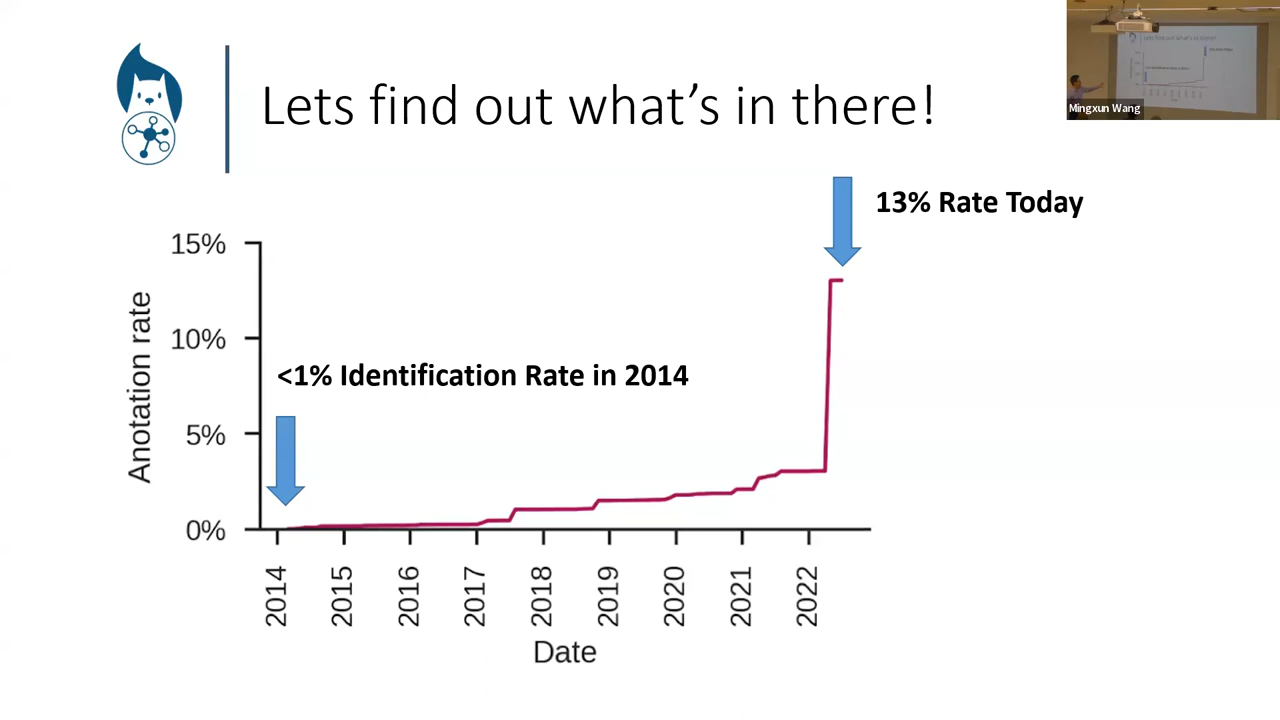 Lets find out what's in there!
Mingxun Wang
13% Rate Today
15%
10%
5%
0%
Anotation rate
<1% Identification Rate in 2014
2014
2015
2016
2017
2018
2019
2020
2021
2022
Date